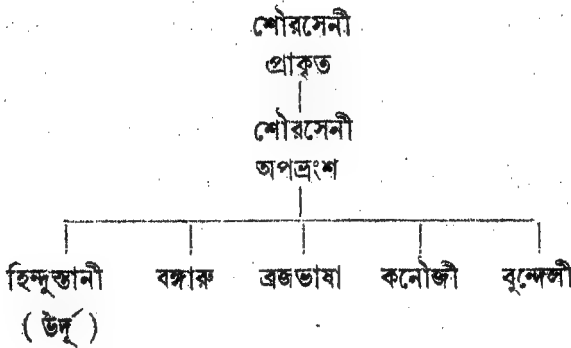 শৌরসেনী
প্রাকৃত
শৌরসেনী
অপভ্রংশ
হিন্দুস্তানী বঙ্গারু ব্রজভাষা কনৌজী বুন্দেলী
( উর্দূ )